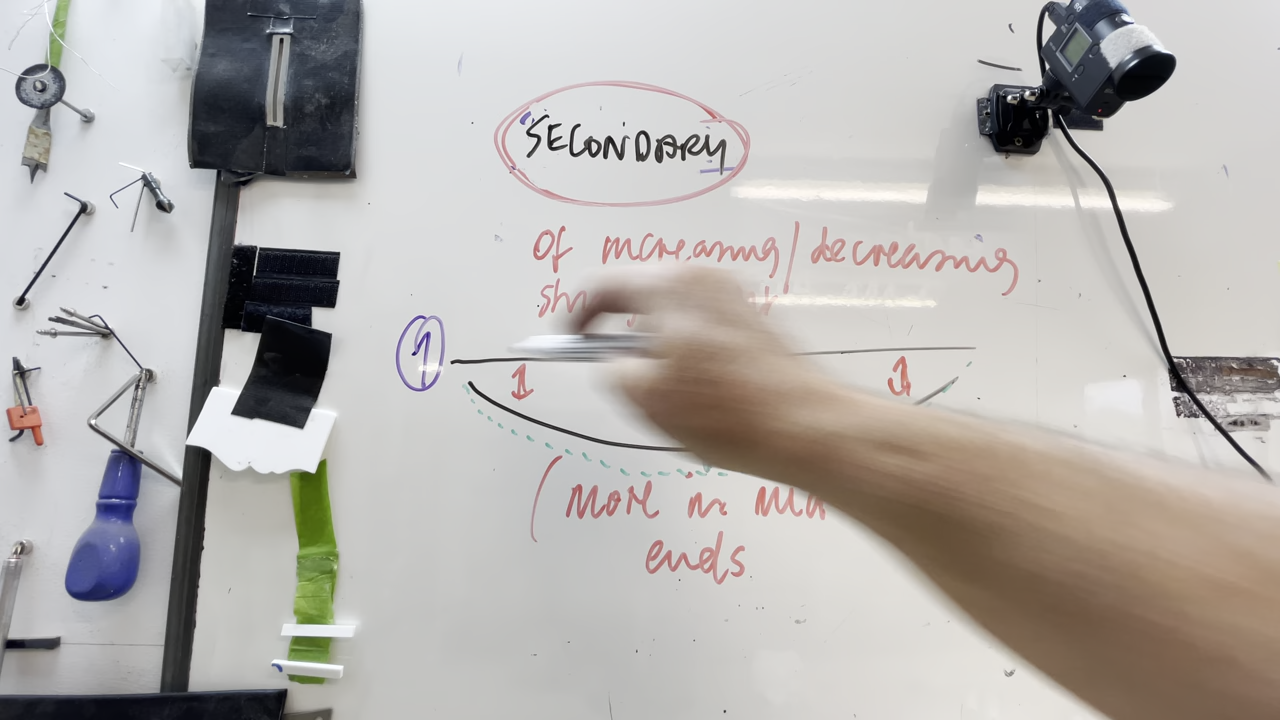 SECONDARY
of increasing/decreasing
1
1 1
(More in
ends